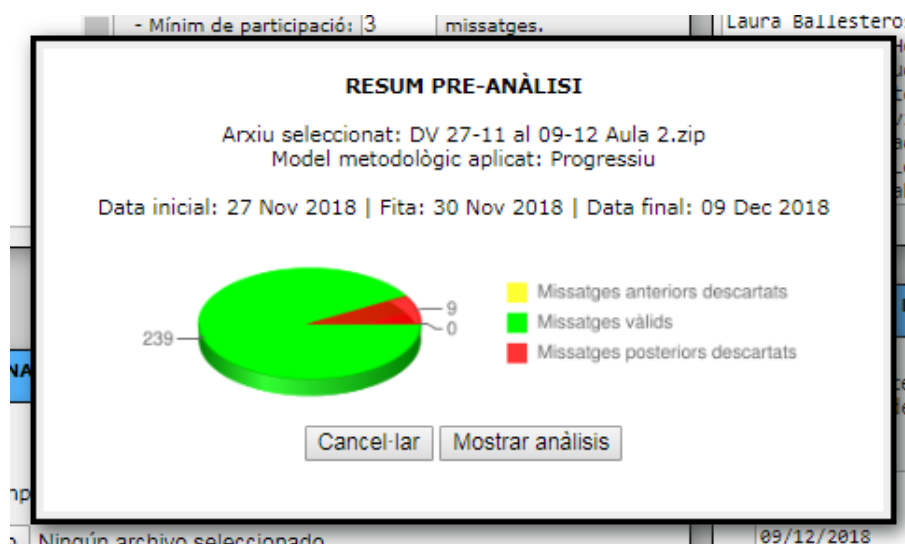 - Mínim de participació: 3 missatges.
RESUM PRE-ANÀLISI
Arxiu seleccionat: DV 27-11 al 09-12 Aula 2.zip
Model metodològic aplicat: Progressiu
Data inicial: 27 Nov 2018 | Fita: 30 Nov 2018 | Data final: 09 Dec 2018
239
9
0
Missatges anteriors descartats
Missatges vàlids
Missatges posteriors descartats
Cancel·lar
Mostrar anàlisis
Ningún archivo seleccionado
09/12/2018